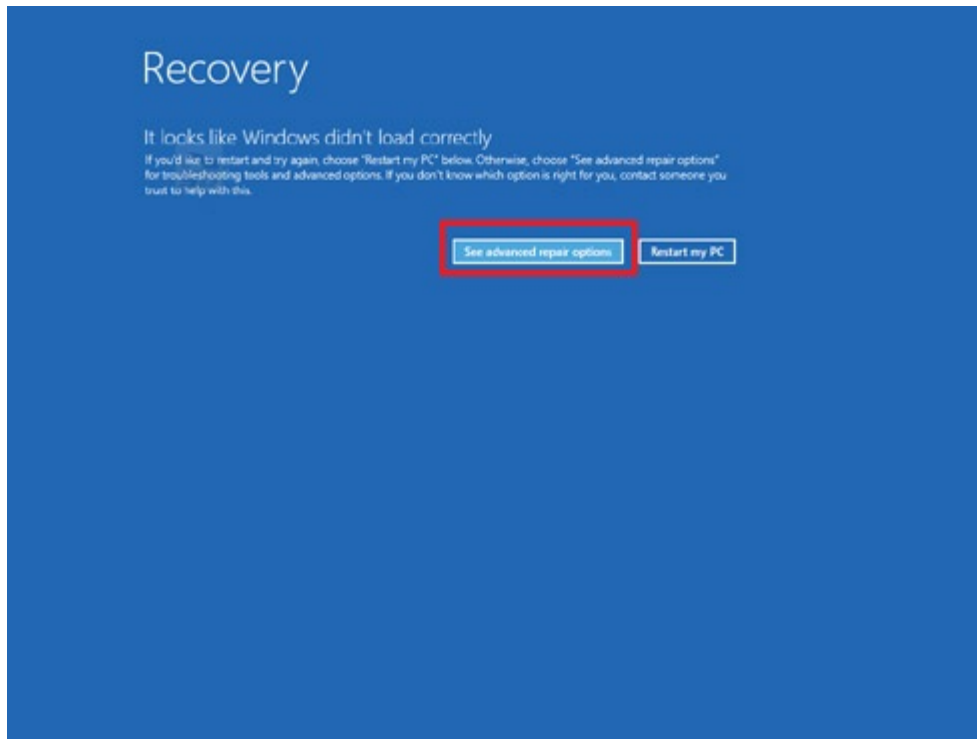 Recovery
It looks like Windows didn't load correctly
If you'd like to restart and try again, choose "Restart my PC" below. Otherwise, choose "See advanced repair options"
for troubleshooting tools and advanced options. If you don't know which option is right for you, contact someone you
trust to help with this.
See advanced repair options
Restart my PC